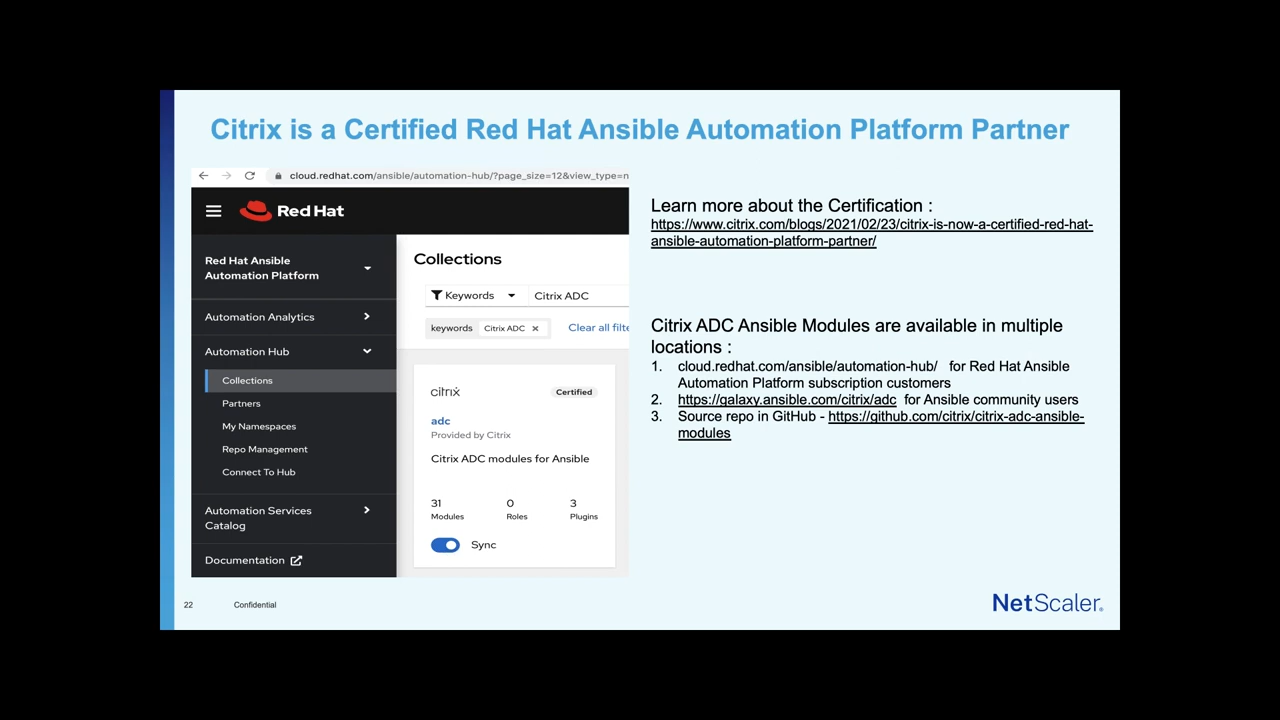 Citrix is a Certified Red Hat Ansible Automation Platform Partner
cloud.redhat.com/ansible/automation-hub/?page_size=12&view_type=n
Red Hat
Red Hat Ansible
Automation Platform
Automation Analytics
Automation Hub
Collections
Partners
My Namespaces
Repo Management
Connect To Hub
Automation Services
Catalog
Documentation
Collections
Keywords
Citrix ADC
keywords
Citrix ADC
Clear all filte
citrix
Certified
adc
Provided by Citrix
Citrix ADC modules for Ansible
31
Modules
0
Roles
3
Plugins
Sync
Learn more about the Certification :
https://www.citrix.com/blogs/2021/02/23/citrix-is-now-a-certified-red-hat-
ansible-automation-platform-partner/
Citrix ADC Ansible Modules are available in multiple
locations :
1. cloud.redhat.com/ansible/automation-hub/ for Red Hat Ansible
Automation Platform subscription customers
2. https://galaxy.ansible.com/citrix/adc for Ansible community users
3. Source repo in GitHub - https://github.com/citrix/citrix-adc-ansible-
modules
22
Confidential
NetScaler.